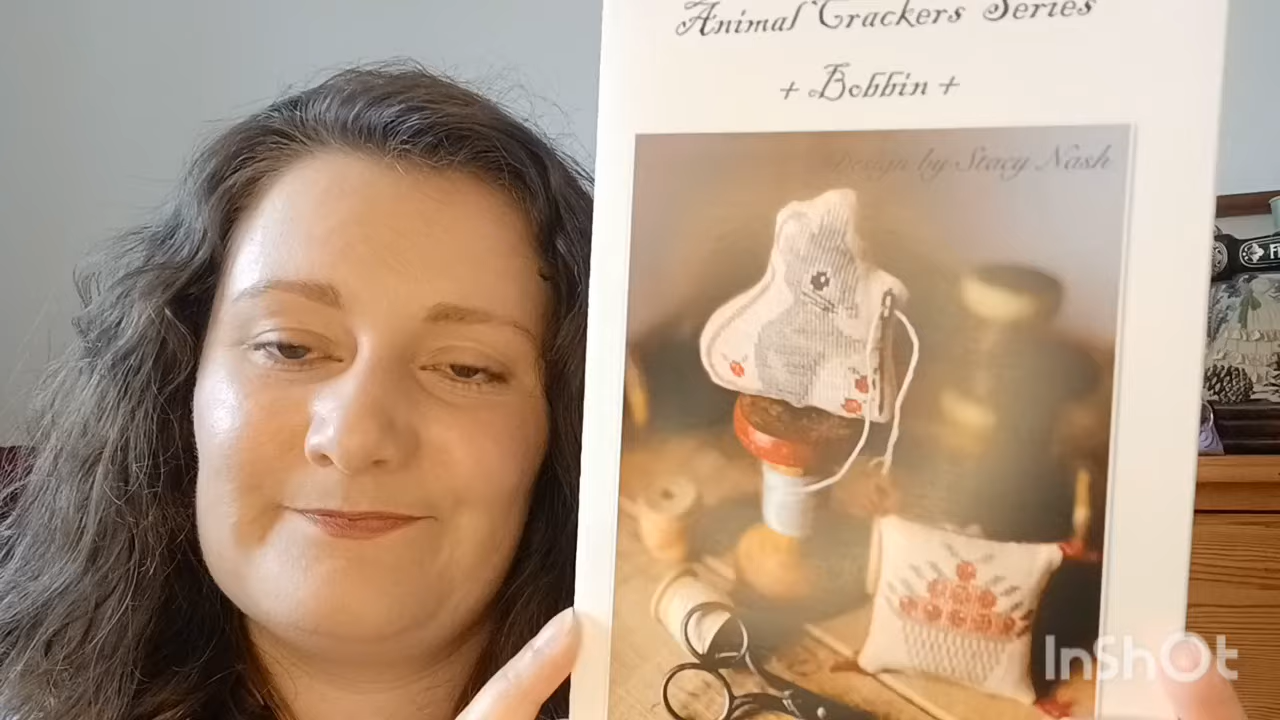 Animal Crackers Series
+ Bobbin +
Design by Stacy Nash
InShOt